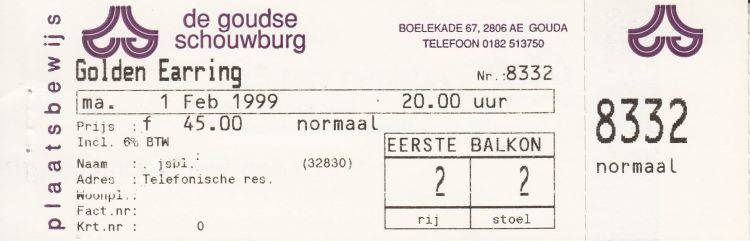 plaatsbewijs
de goudse
schouwburg
BOELEKADE 67, 2806 AE GOUDA
TELEFOON 0182 513750
Golden Earring
Nr.:8332
ma. 1 Feb 1999 20.00 uur
Prijs : f 45.00 normaal
Incl. 6% BTW
Naam : . jsbl. (32830)
Adres : Telefonische res.
Woonpl.:
Fact.nr:
Krt.nr : 0
EERSTE BALKON
2 2
rij stoel
8332
normaal